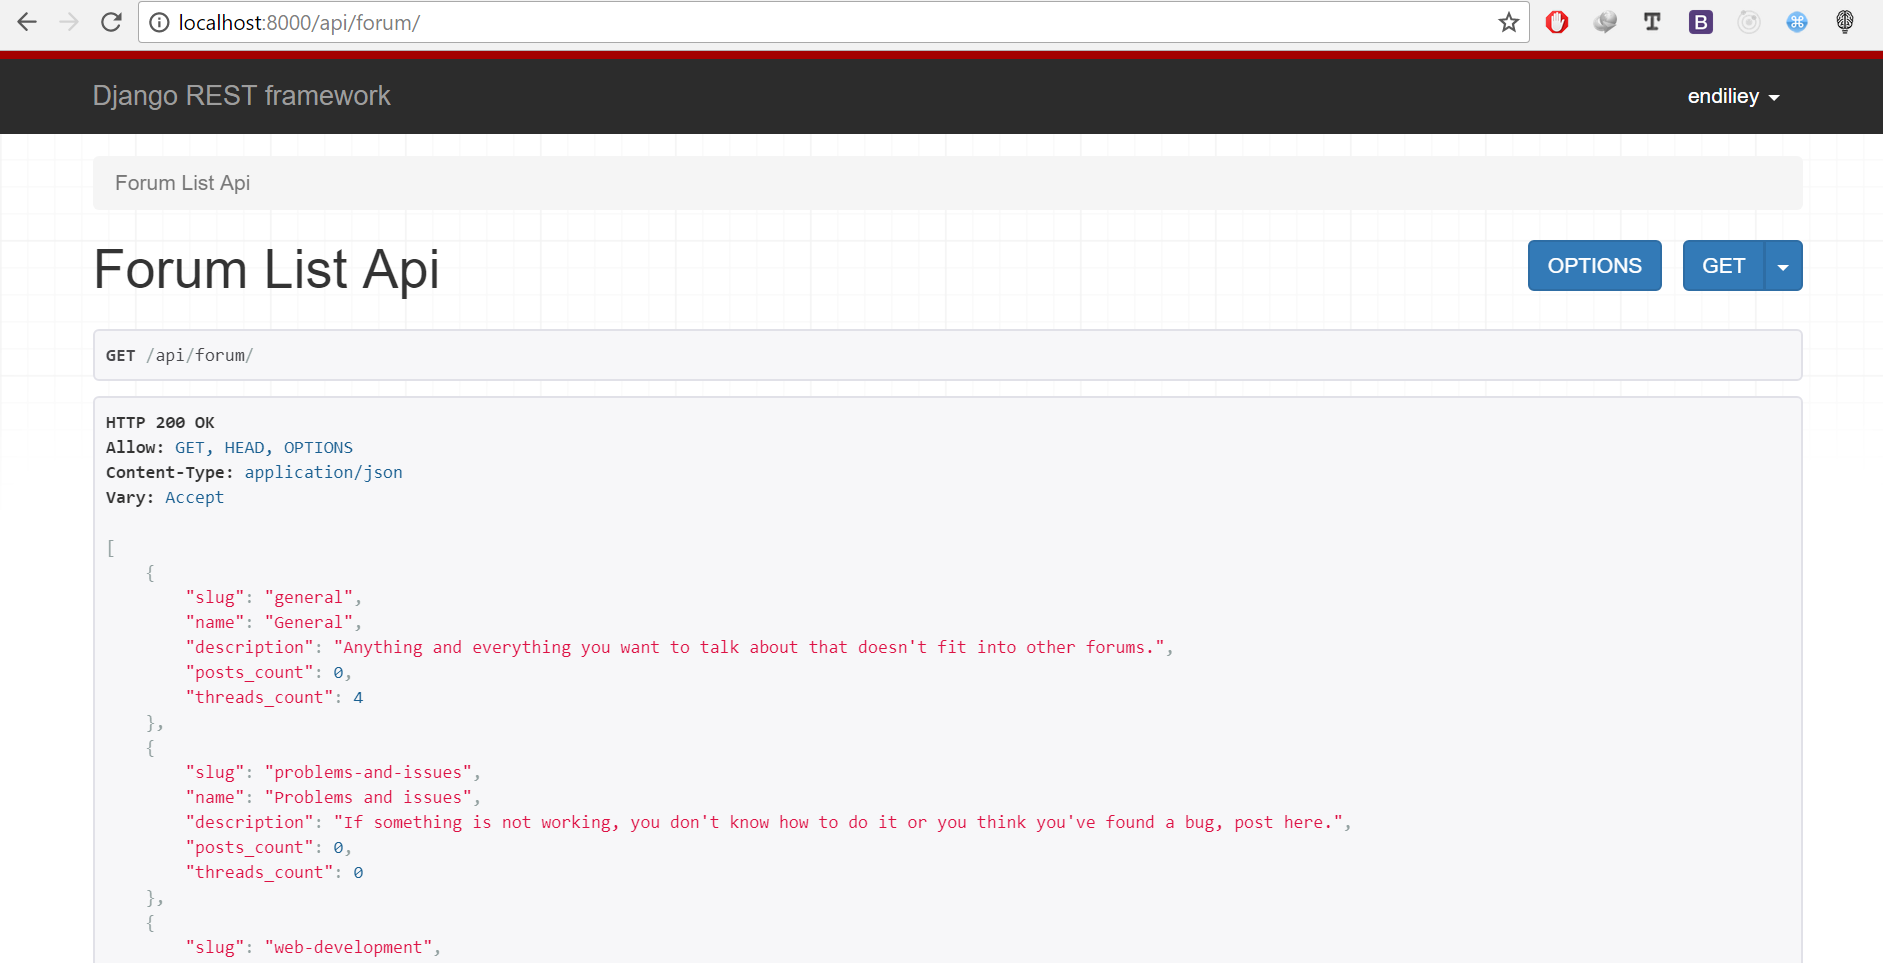 localhost:8000/api/forum/
T
B
Django REST framework
endiliey
Forum List Api
Forum List Api
OPTIONS
GET
GET /api/forum/
HTTP 200 OK
Allow: GET, HEAD, OPTIONS
Content-Type: application/json
Vary: Accept
[
    {
        "slug": "general",
        "name": "General",
        "description": "Anything and everything you want to talk about that doesn't fit into other forums.",
        "posts_count": 0,
        "threads_count": 4
    },
    {
        "slug": "problems-and-issues",
        "name": "Problems and issues",
        "description": "If something is not working, you don't know how to do it or you think you've found a bug, post here.",
        "posts_count": 0,
        "threads_count": 0
    },
    {
        "slug": "web-development",